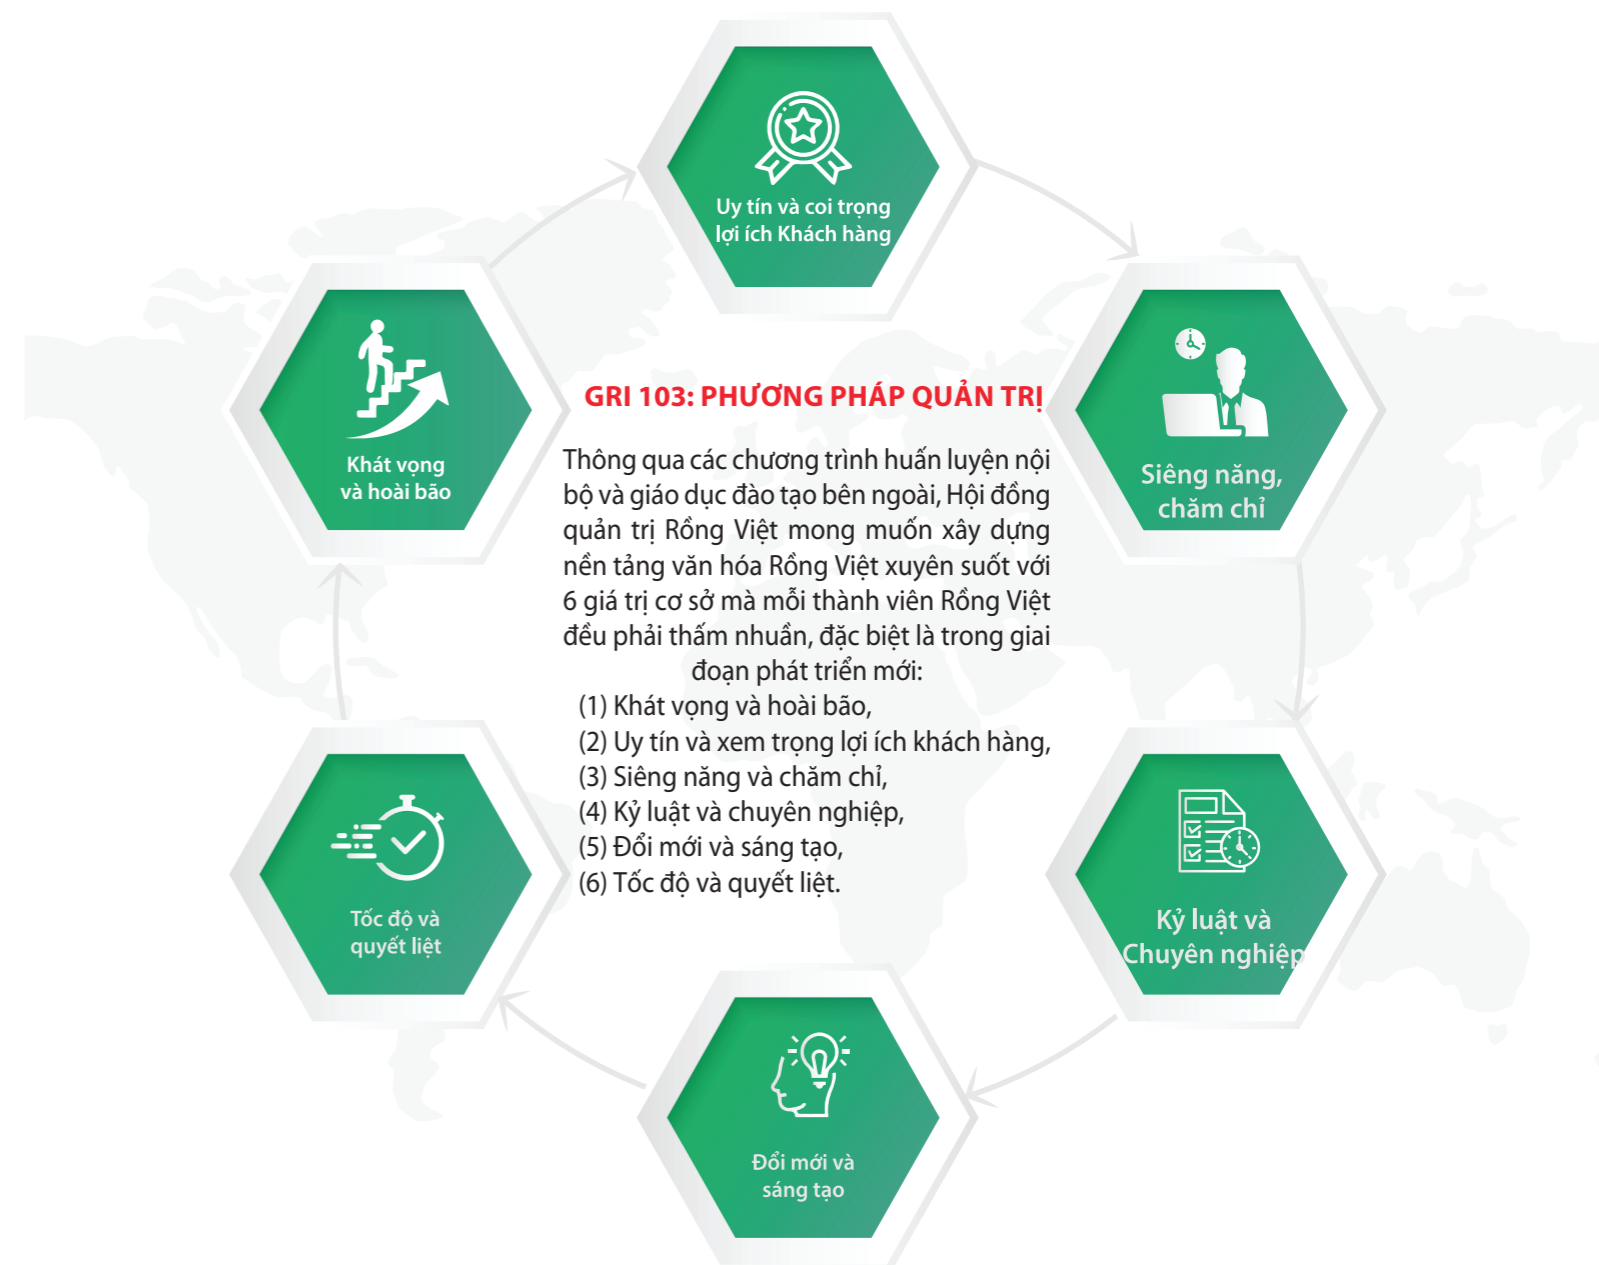 Uy tín và coi trọng
lợi ích Khách hàng
Khát vọng
và hoài bão
Siêng năng,
chăm chỉ
GRI 103: PHƯƠNG PHÁP QUẢN TRỊ
Thông qua các chương trình huấn luyện nội
bộ và giáo dục đào tạo bên ngoài, Hội đồng
quản trị Rồng Việt mong muốn xây dựng
nền tảng văn hóa Rồng Việt xuyên suốt với
6 giá trị cơ sở mà mỗi thành viên Rồng Việt
đều phải thấm nhuần, đặc biệt là trong giai
đoạn phát triển mới:
(1) Khát vọng và hoài bão,
(2) Uy tín và xem trọng lợi ích khách hàng,
(3) Siêng năng và chăm chỉ,
(4) Kỷ luật và chuyên nghiệp,
(5) Đổi mới và sáng tạo,
(6) Tốc độ và quyết liệt.
Tốc độ và
quyết liệt
Kỷ luật và
Chuyên nghiệp
Đổi mới và
sáng tạo